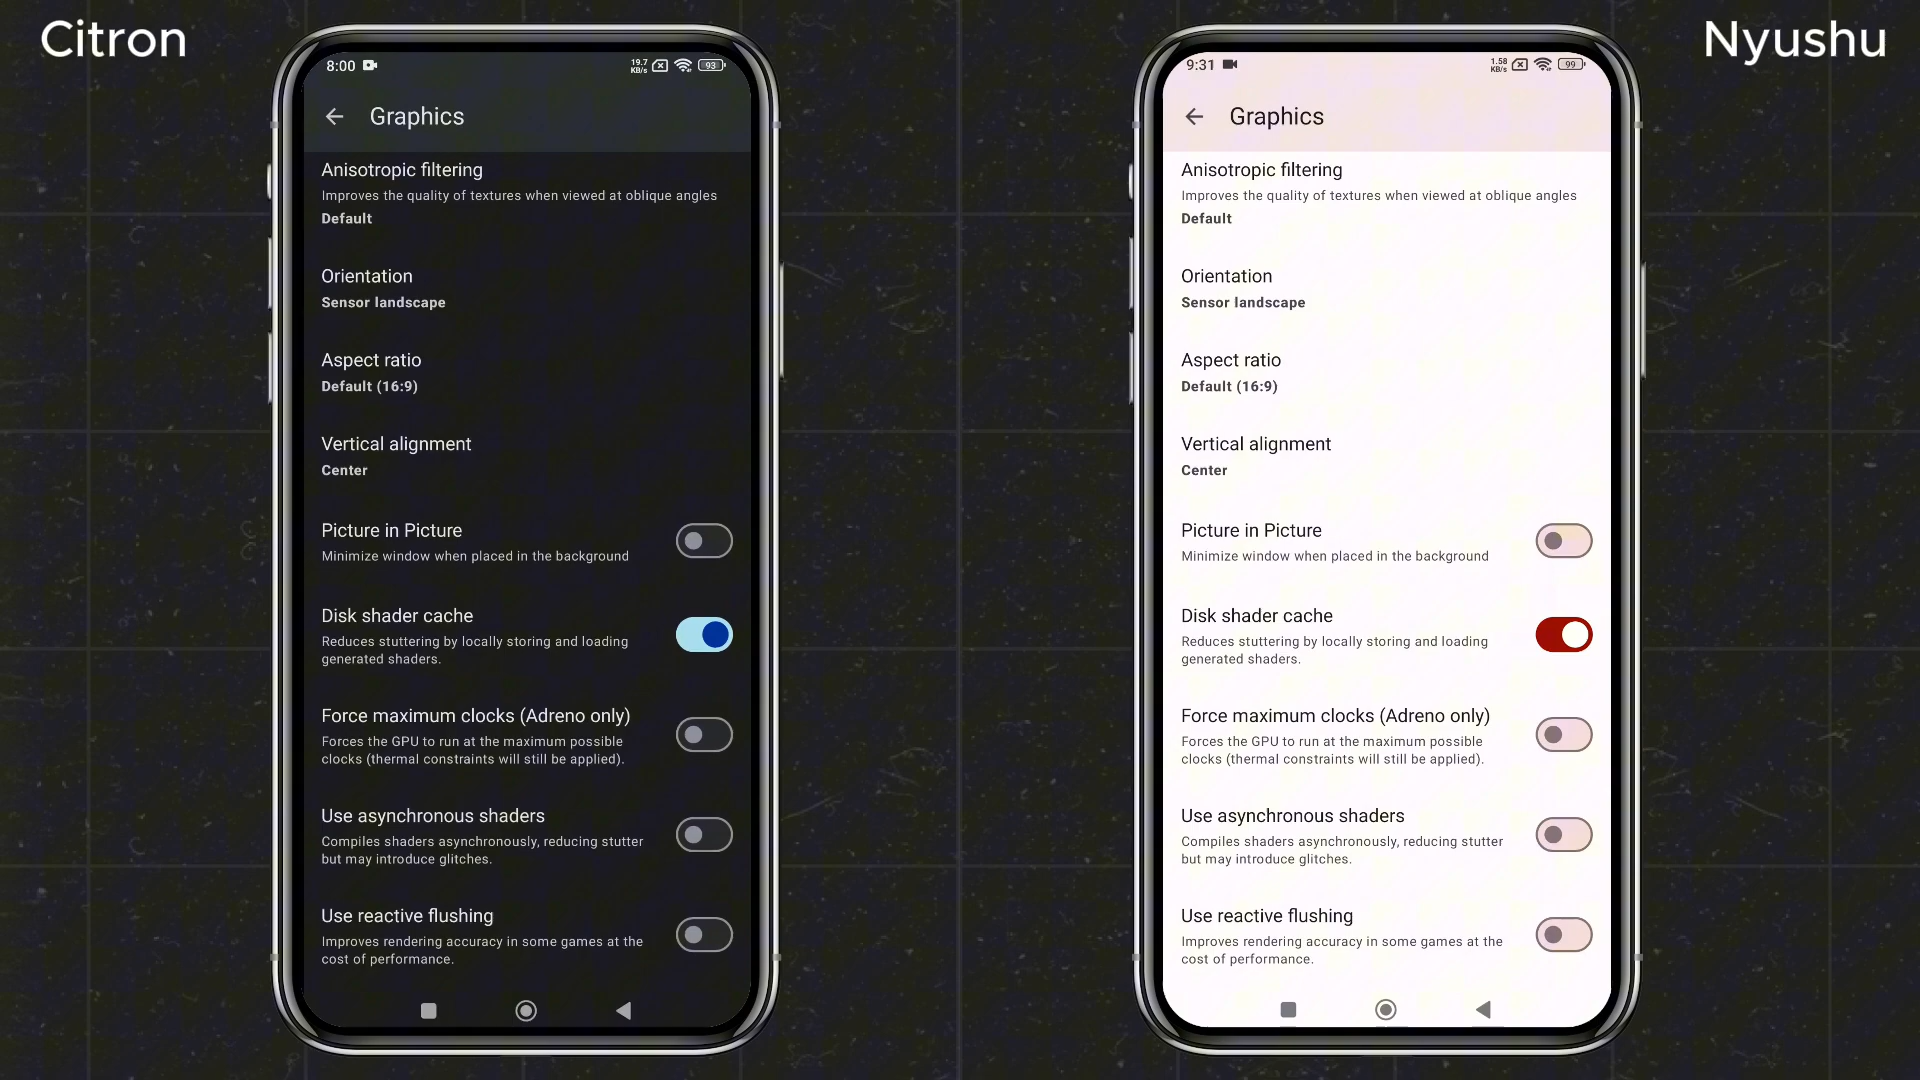 Citron
8:00
19.7
KB/s
93
Graphics
Anisotropic filtering
Improves the quality of textures when viewed at oblique angles
Default
Orientation
Sensor landscape
Aspect ratio
Default (16:9)
Vertical alignment
Center
Picture in Picture
Minimize window when placed in the background
Disk shader cache
Reduces stuttering by locally storing and loading
generated shaders.
Force maximum clocks (Adreno only)
Forces the GPU to run at the maximum possible
clocks (thermal constraints will still be applied).
Use asynchronous shaders
Compiles shaders asynchronously, reducing stutter
but may introduce glitches.
Use reactive flushing
Improves rendering accuracy in some games at the
cost of performance.
Nyushu
9:31
1.58
KB/s
99
Graphics
Anisotropic filtering
Improves the quality of textures when viewed at oblique angles
Default
Orientation
Sensor landscape
Aspect ratio
Default (16:9)
Vertical alignment
Center
Picture in Picture
Minimize window when placed in the background
Disk shader cache
Reduces stuttering by locally storing and loading
generated shaders.
Force maximum clocks (Adreno only)
Forces the GPU to run at the maximum possible
clocks (thermal constraints will still be applied).
Use asynchronous shaders
Compiles shaders asynchronously, reducing stutter
but may introduce glitches.
Use reactive flushing
Improves rendering accuracy in some games at the
cost of performance.